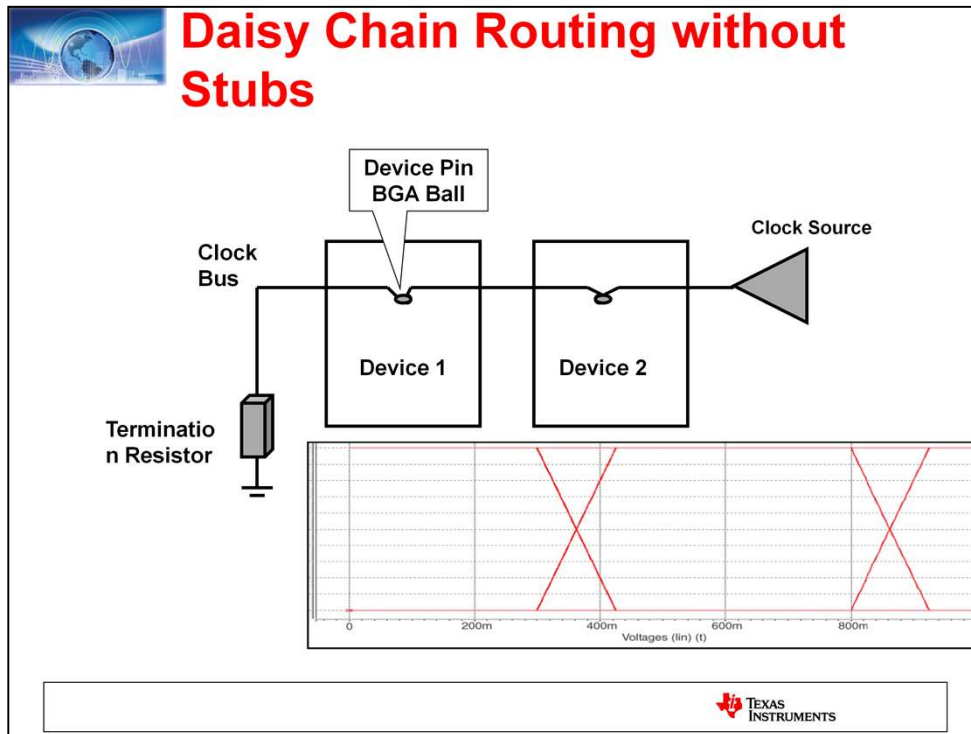 Daisy Chain Routing without
Stubs
Device Pin
BGA Ball
Clock Source
Clock
Bus
Device 1
Device 2
Terminatio
n Resistor
0
200m
400m
600m
800m
Voltages (lin) (t)
TEXAS
INSTRUMENTS